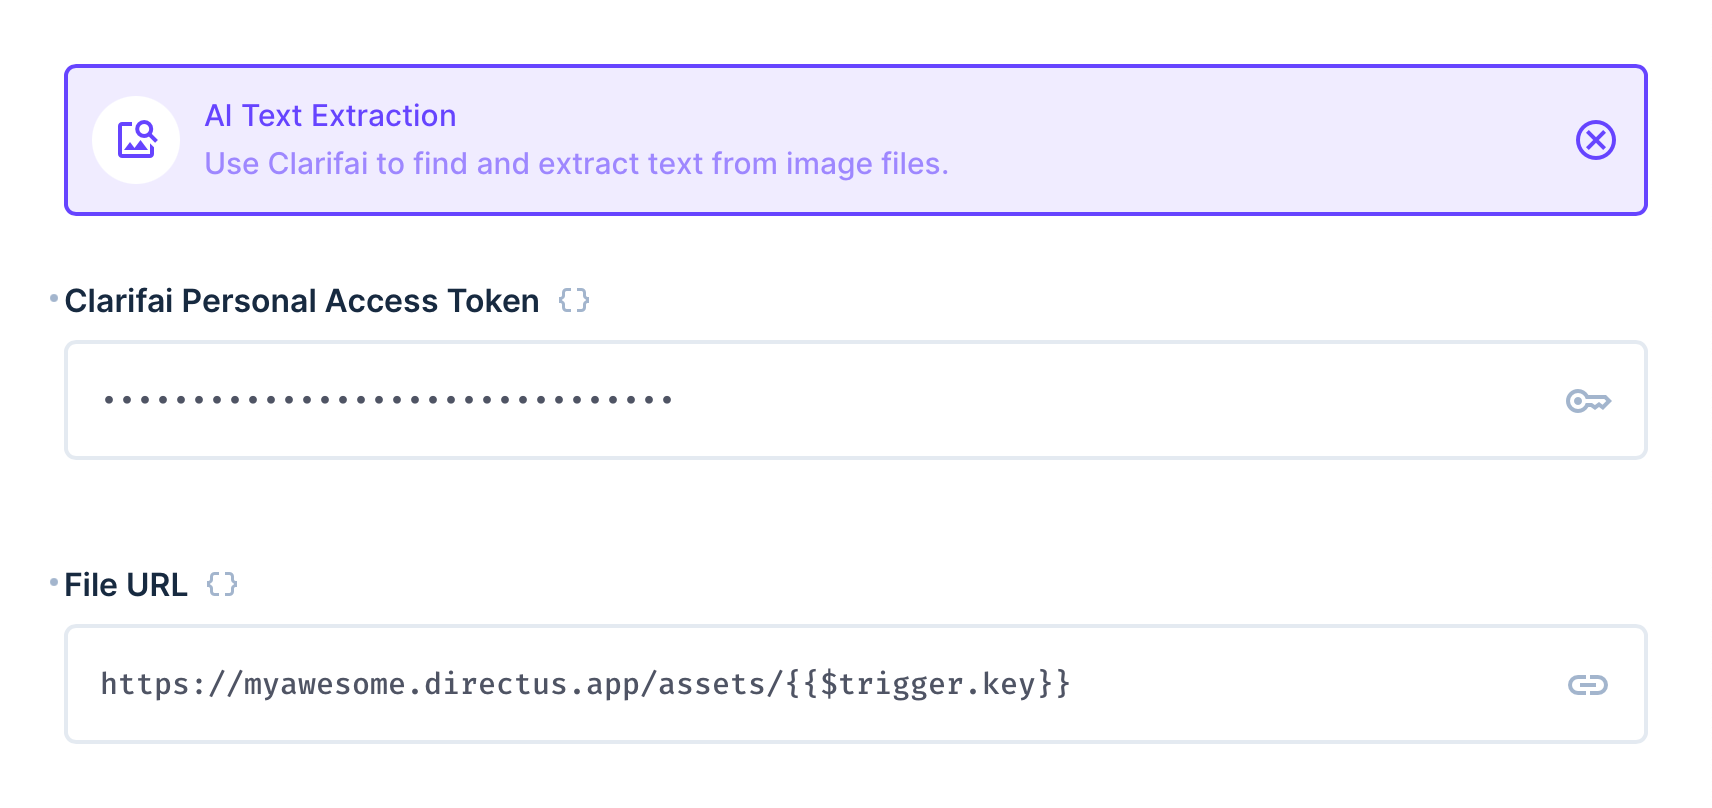 AI Text Extraction
Use Clarifai to find and extract text from image files.
Clarifai Personal Access Token {}
••••••••••••••••••••••••••••••••
File URL {}
https://myawesome.directus.app/assets/{{$trigger.key}}